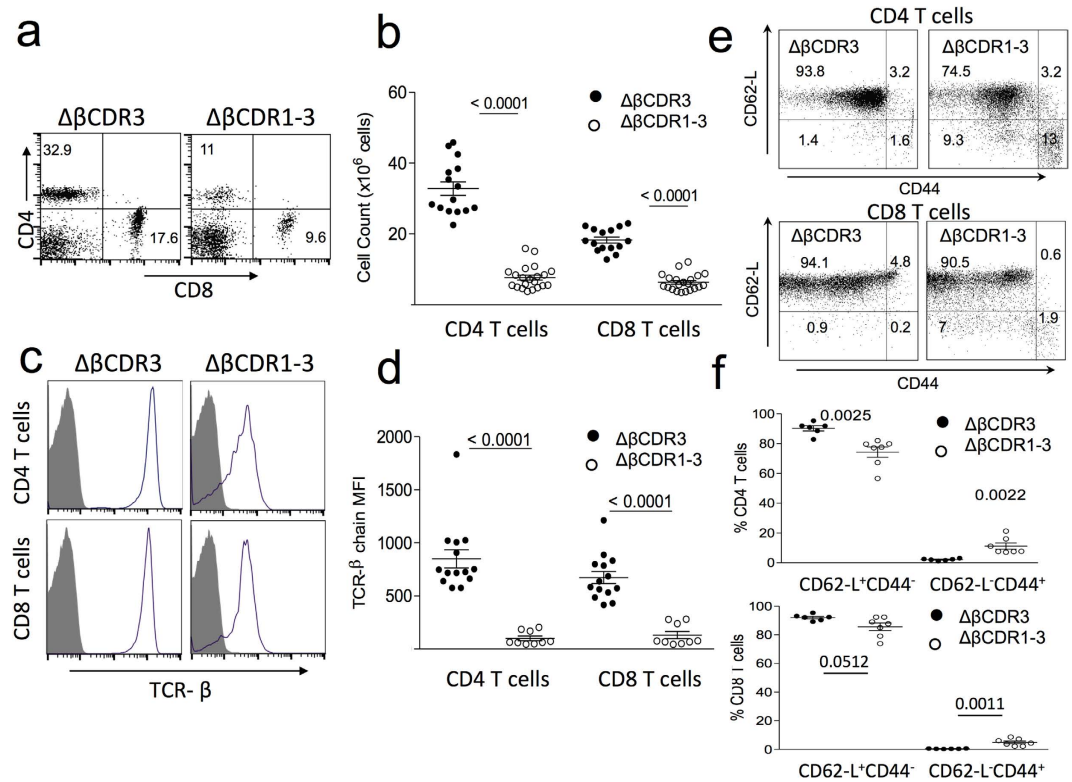 a
ΔβCDR3 ΔβCDR1-3
32.9
11
17.6
9.6
CD4
CD8
b
60
40
20
Cell Count (x10⁶ cells)
< 0.0001
ΔβCDR3
ΔβCDR1-3
< 0.0001
CD4 T cells CD8 T cells
c
ΔβCDR3 ΔβCDR1-3
CD4 T cells
CD8 T cells
TCR- β
d
2000
1500
1000
500
TCR-β chain MFI
< 0.0001
ΔβCDR3
ΔβCDR1-3
< 0.0001
CD4 T cells CD8 T cells
e
CD4 T cells
CD62-L
ΔβCDR3
93.8
3.2
1.4
1.6
ΔβCDR1-3
74.5
3.2
9.3
13
CD44
CD8 T cells
CD62-L
ΔβCDR3
94.1
4.8
0.9
0.2
ΔβCDR1-3
90.5
0.6
7
1.9
CD44
f
100
80
60
40
20
0
% CD4 T cells
0.0025
ΔβCDR3
ΔβCDR1-3
0.0022
CD62-L⁺CD44⁻ CD62-L⁻CD44⁺
100
80
60
40
20
0
% CD8 T cells
ΔβCDR3
ΔβCDR1-3
0.0512
0.0011
CD62-L⁺CD44⁻ CD62-L⁻CD44⁺